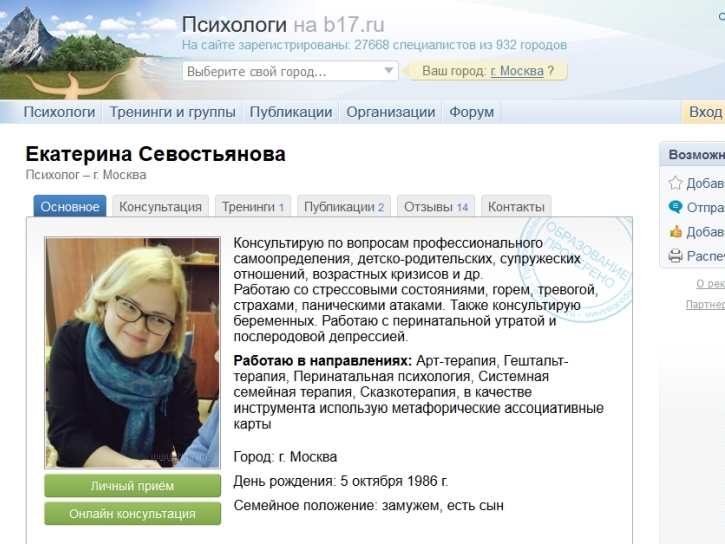 Психологи на b17.ru
На сайте зарегистрированы: 27668 специалистов из 932 городов
Выберите свой город...
Ваш город: г. Москва ?
Психологи Тренинги и группы Публикации Организации Форум Вход
Екатерина Севостьянова
Психолог – г. Москва
Основное Консультация Тренинги 1 Публикации 2 Отзывы 14 Контакты
ОБРАЗОВАНИЕ
ПРОВЕРЕНО
Консультирую по вопросам профессионального
самоопределения, детско-родительских, супружеских
отношений, возрастных кризисов и др.
Работаю со стрессовыми состояниями, горем, тревогой,
страхами, паническими атаками. Также консультирую
беременных. Работаю с перинатальной утратой и
послеродовой депрессией.
Работаю в направлениях: Арт-терапия, Гештальт-
терапия, Перинатальная психология, Системная
семейная терапия, Сказкотерапия, в качестве
инструмента использую метафорические ассоциативные
карты
Город: г. Москва
День рождения: 5 октября 1986 г.
Семейное положение: замужем, есть сын
Личный приём
Онлайн консультация
Возможн
Добави
Отправ
Добави
Распеч
О рек
Партнер